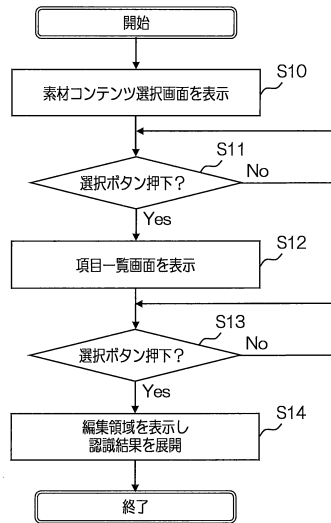 開始
S10
素材コンテンツ選択画面を表示
S11
選択ボタン押下?
No
Yes
S12
項目一覧画面を表示
S13
選択ボタン押下?
No
Yes
S14
編集領域を表示し
認識結果を展開
終了